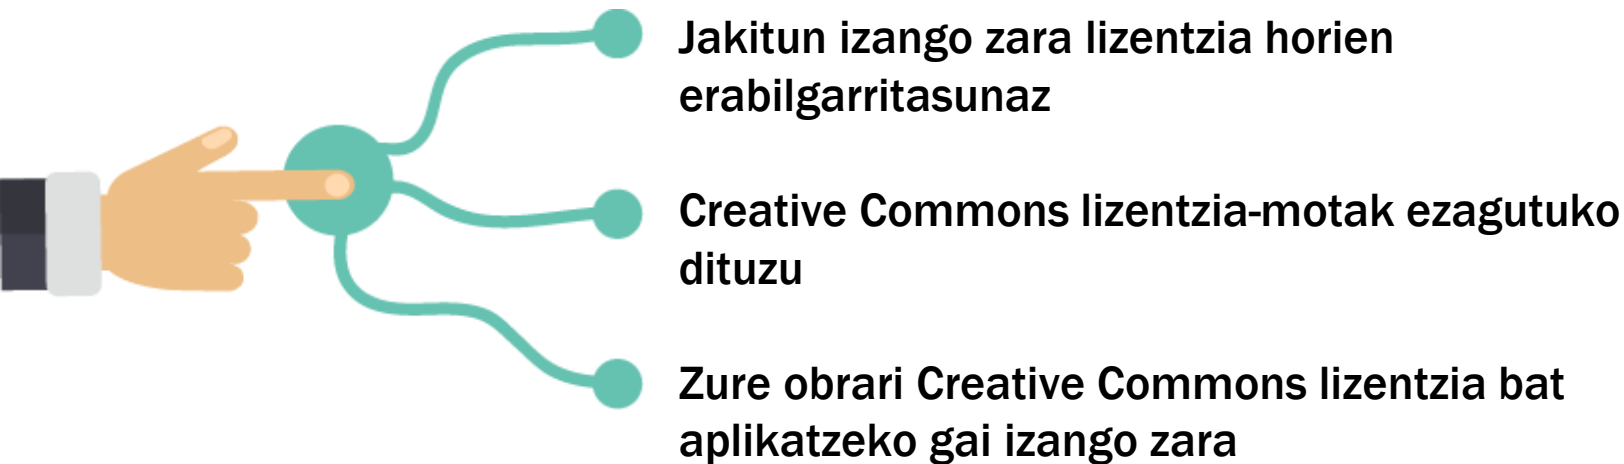 Jakitun izango zara lizentzia horien
erabilgarritasunaz
Creative Commons lizentzia-motak ezagutuko
dituzu
Zure obrari Creative Commons lizentzia bat
aplikatzeko gai izango zara